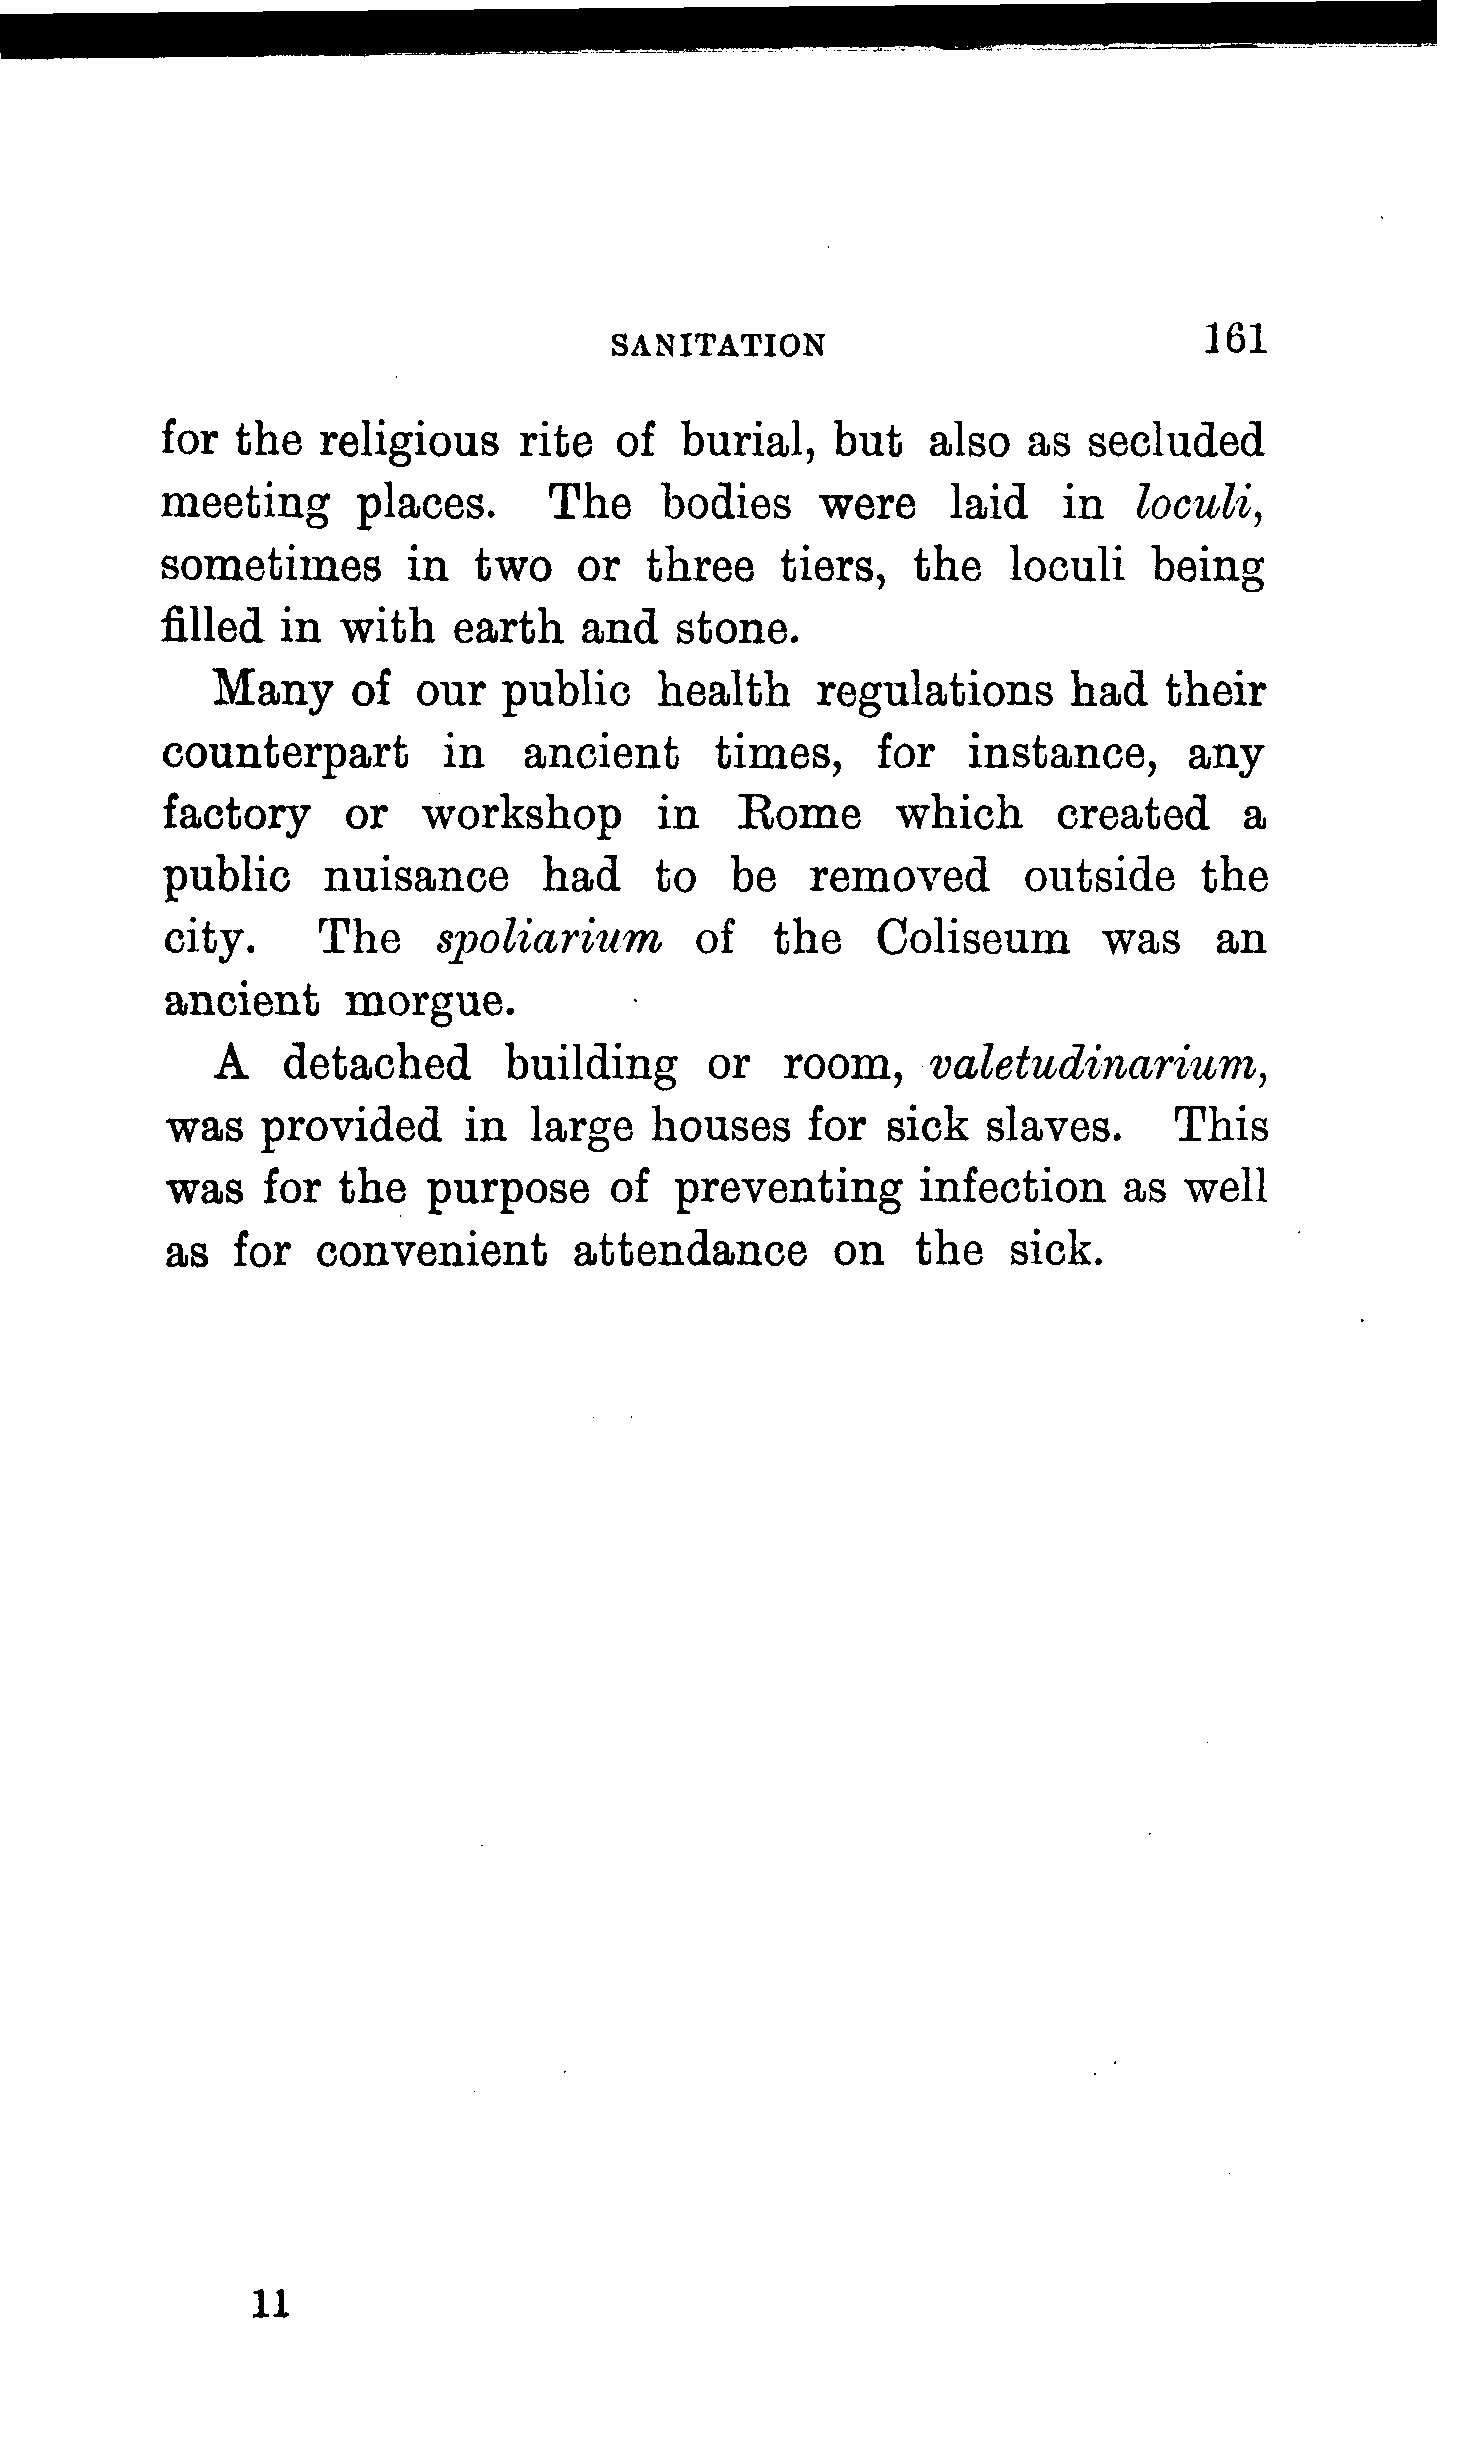 SANITATION 161
for the religious rite of burial, but also as secluded
meeting places. The bodies were laid in loculi,
sometimes in two or three tiers, the loculi being
filled in with earth and stone.
Many of our public health regulations had their
counterpart in ancient times, for instance, any
factory or workshop in Rome which created a
public nuisance had to be removed outside the
city. The spoliarium of the Coliseum was an
ancient morgue.
A detached building or room, valetudinarium,
was provided in large houses for sick slaves. This
was for the purpose of preventing infection as well
as for convenient attendance on the sick.
11